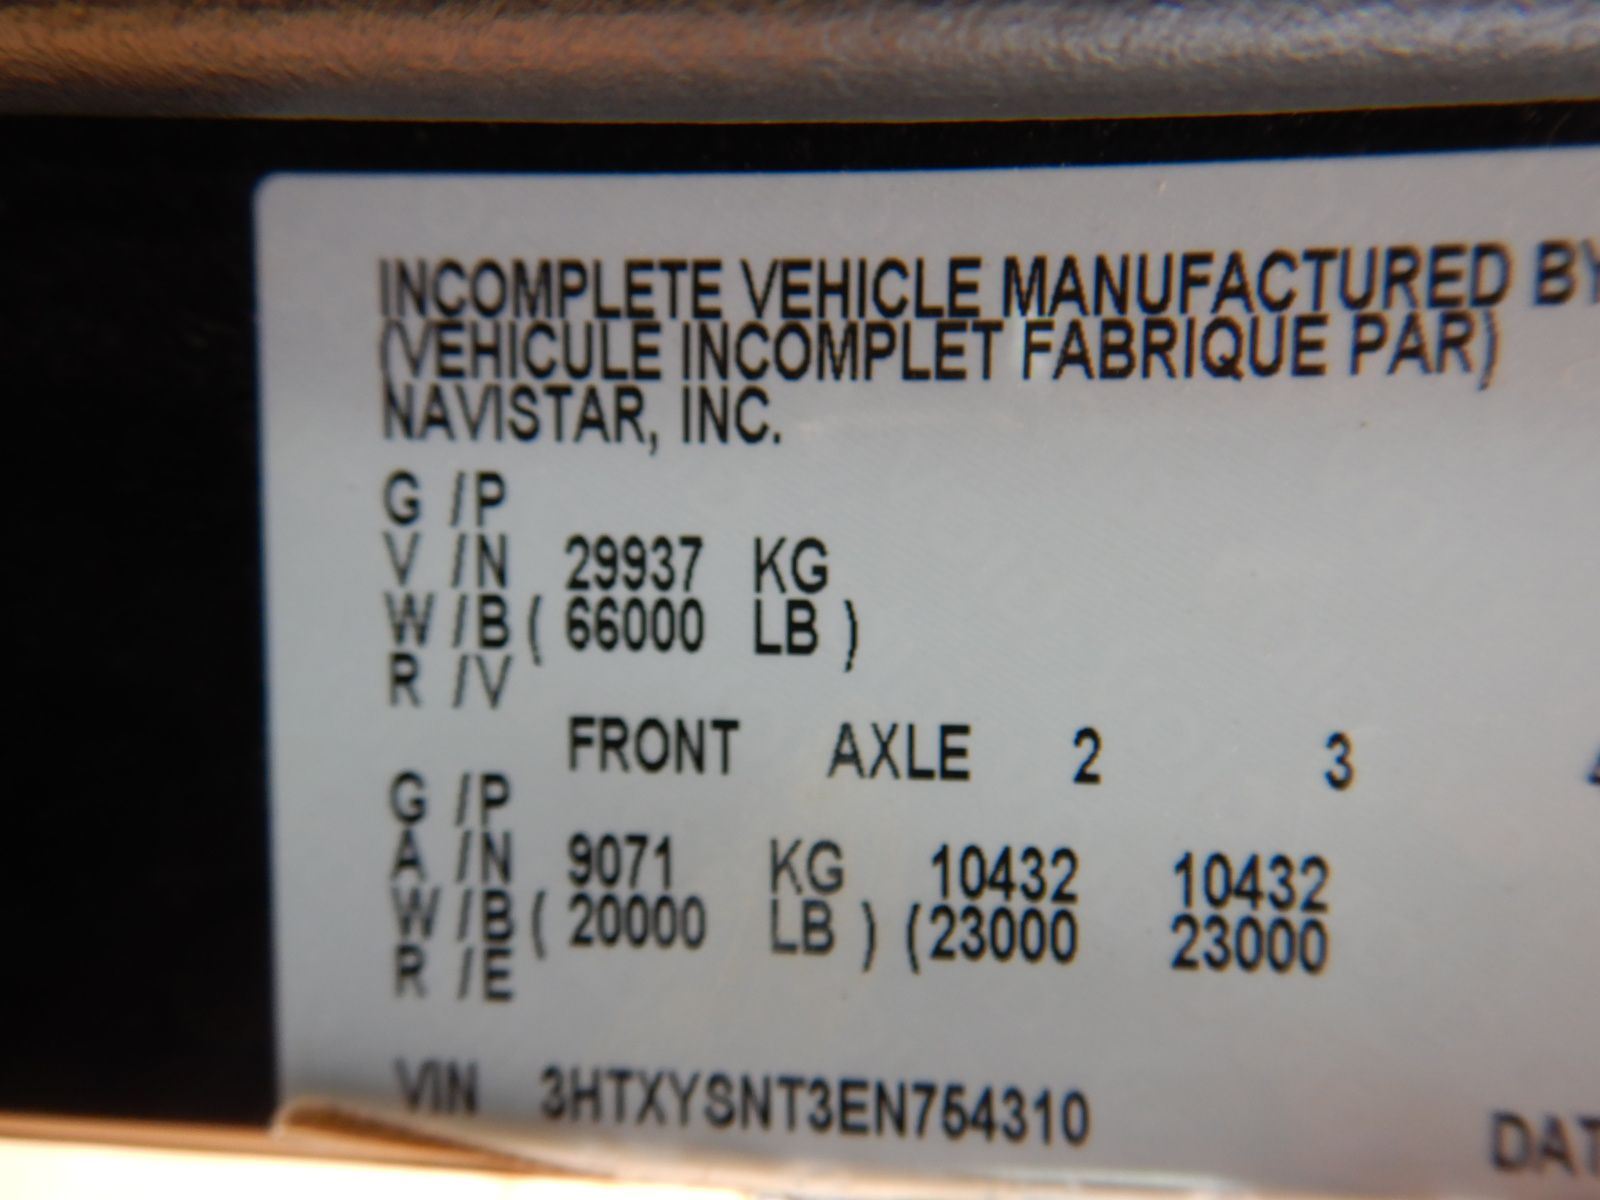 INCOMPLETE VEHICLE MANUFACTURED BY
(VEHICULE INCOMPLET FABRIQUE PAR)
NAVISTAR, INC.
G /P
V /N 29937 KG
W /B ( 66000 LB )
R /V
FRONT AXLE 2 3
G /P
A /N 9071 KG 10432 10432
W /B ( 20000 LB ) (23000 23000
R /E
VIN 3HTXYSNT3EN754310